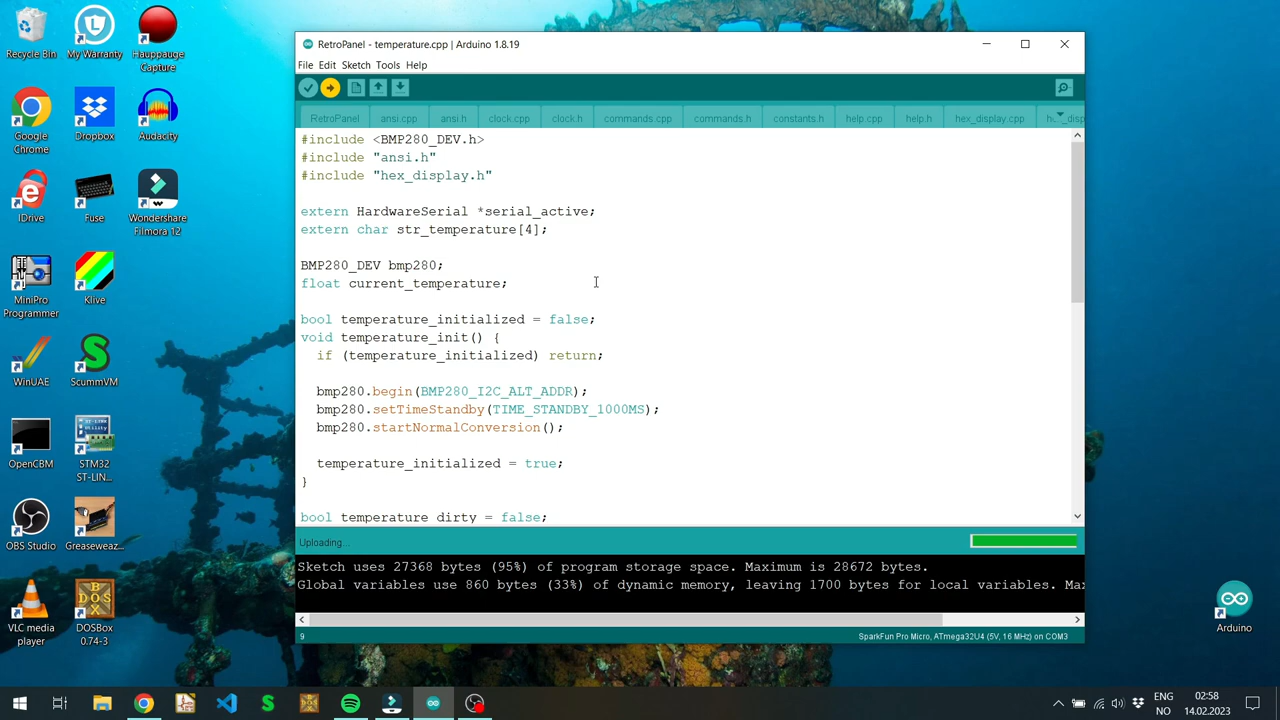 Recycle Bin
My Warranty
Hauppauge
Capture
Google
Chrome
Dropbox
Audacity
IDrive
Fuse
Wondershare
Filmora 12
MiniPro
Programmer
Klive
WinUAE
ScummVM
OpenCBM
STM32
ST-LIN...
OBS Studio
Greaseweaz...
VLC media
player
DOSBox
0.74-3
RetroPanel - temperature.cpp | Arduino 1.8.19
File Edit Sketch Tools Help
RetroPanel ansi.cpp ansi.h clock.cpp clock.h commands.cpp commands.h constants.h help.cpp help.h hex_display.cpp
#include <BMP280_DEV.h>
#include "ansi.h"
#include "hex_display.h"
extern HardwareSerial *serial_active;
extern char str_temperature[4];
BMP280_DEV bmp280;
float current_temperature;
bool temperature_initialized = false;
void temperature_init() {
if (temperature_initialized) return;
bmp280.begin(BMP280_I2C_ALT_ADDR);
bmp280.setTimeStandby(TIME_STANDBY_1000MS);
bmp280.startNormalConversion();
temperature_initialized = true;
}
bool temperature_dirty = false;
Uploading...
Sketch uses 27368 bytes (95%) of program storage space. Maximum is 28672 bytes.
Global variables use 860 bytes (33%) of dynamic memory, leaving 1700 bytes for local variables. Ma
9
SparkFun Pro Micro, ATmega32U4 (5V, 16 MHz) on COM3
Arduino
ENG
NO
02:58
14.02.2023